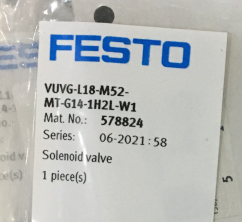 FESTO
VUVG-L18-M52-
MT-G14-1H2L-W1
Mat. No.: 578824
Series: 06-2021:58
Solenoid valve
1 piece(s)